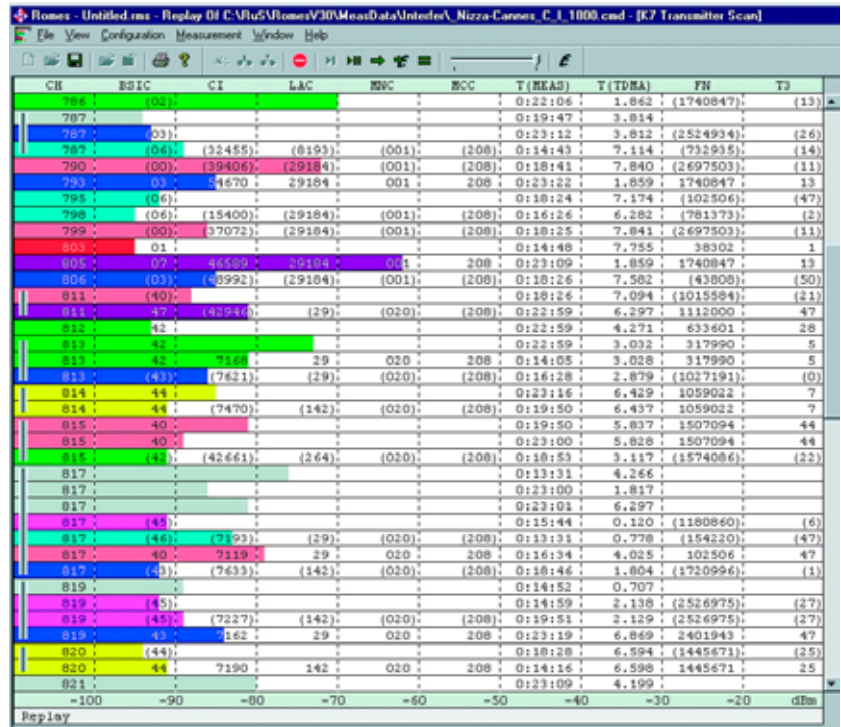 Romes - Untitled.rms - Replay Of C:\RuS\RomesV30\MeasData\Interfer\_Nizza-Cannes_C_I_1800.cmd - [K7 Transmitter Scan]
File View Configuration Measurement Window Help
CH BSIC CI LAC MNC MCC T(MEAS) T(TDMA) FN T3
786 (02) 0:22:06 1.862 (1740847) (13)
787 0:19:47 3.814
787 (03) 0:23:12 3.812 (2524934) (26)
787 (06) (32455) (8193) (001) (208) 0:14:43 7.114 (732935) (14)
790 (00) (39406) (29184) (001) (208) 0:18:41 7.840 (2697503) (11)
793 03 54670 29184 001 208 0:23:22 1.859 1740847 13
795 (06) 0:18:24 7.174 (102506) (47)
798 (06) (15400) (29184) (001) (208) 0:16:26 6.282 (781373) (2)
799 (00) (37072) (29184) (001) (208) 0:18:25 7.841 (2697503) (11)
803 01 0:14:48 7.755 38302 1
805 07 46589 29184 001 208 0:23:09 1.859 1740847 13
806 (03) (48992) (29184) (001) (208) 0:18:26 7.582 (43808) (50)
811 (40) 0:18:26 7.094 (1015584) (21)
811 47 (42946) (29) (020) (208) 0:22:59 6.297 1112000 47
812 42 0:22:59 4.271 633601 28
813 42 0:22:59 3.032 317990 5
813 42 7168 29 020 208 0:14:05 3.028 317990 5
813 (43) (7621) (29) (020) (208) 0:16:28 2.879 (1027191) (0)
814 44 0:23:16 6.429 1059022 7
814 44 (7470) (142) (020) (208) 0:19:50 6.437 1059022 7
815 40 0:19:50 5.837 1507094 44
815 40 0:23:00 5.828 1507094 44
815 (42) (42661) (264) (020) (208) 0:18:53 3.117 (1574086) (22)
817 0:13:31 4.266
817 0:23:00 1.817
817 0:23:01 6.297
817 (45) 0:15:44 0.120 (1180860) (6)
817 (46) (7193) (29) (020) (208) 0:13:31 0.778 (154220) (47)
817 40 7119 29 020 208 0:16:34 4.025 102506 47
817 (43) (7633) (142) (020) (208) 0:18:46 1.804 (1720996) (1)
819 0:14:52 0.707
819 (45) 0:14:59 2.138 (2526975) (27)
819 (45) (7227) (142) (020) (208) 0:19:51 2.129 (2526975) (27)
819 43 7162 29 020 208 0:23:19 6.869 2401943 47
820 (44) 0:18:28 6.594 (1445671) (25)
820 44 7190 142 020 208 0:14:16 6.598 1445671 25
821 0:23:09 4.199
-100 -90 -80 -70 -60 -50 -40 -30 -20 dBm
Replay